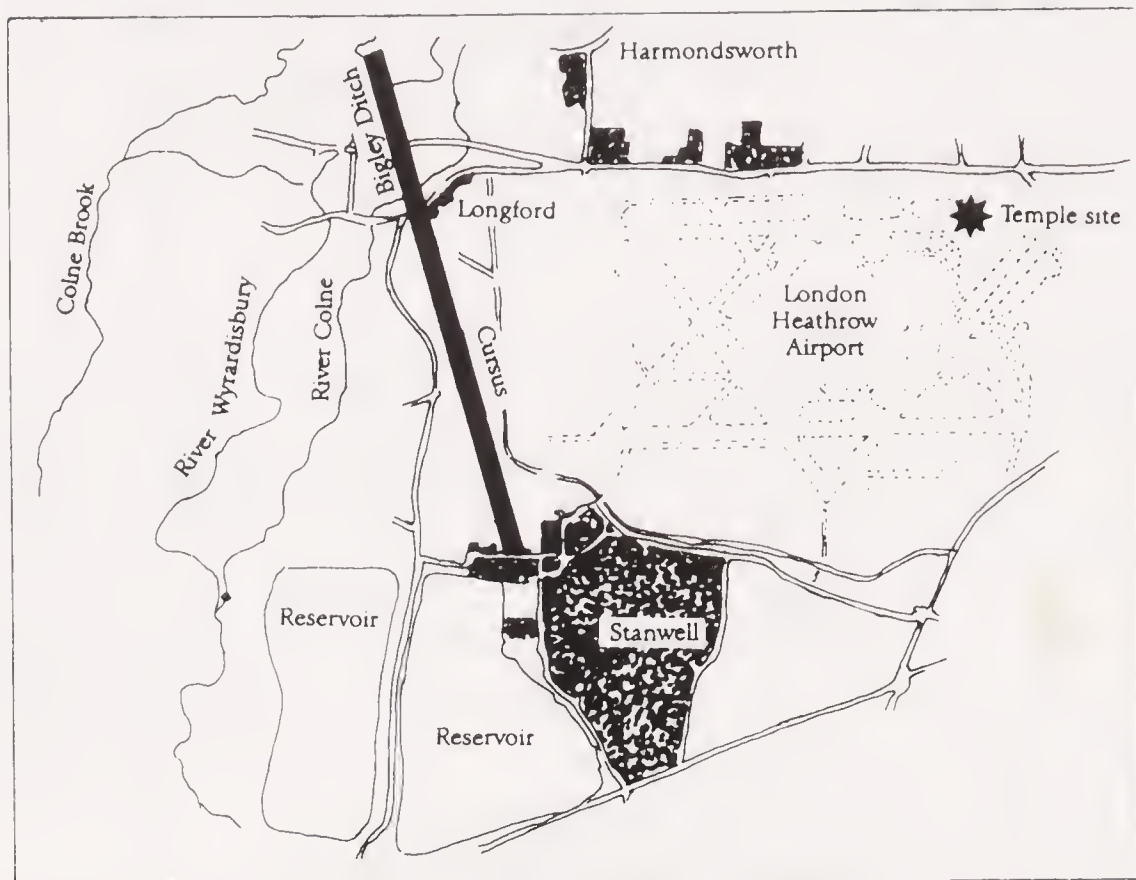 Harmondsworth
Bigley Ditch
Colne Brook
Longford
Temple site
London
Heathrow
Airport
River Wyrardisbury
River Colne
Cursus
Reservoir
Stanwell
Reservoir